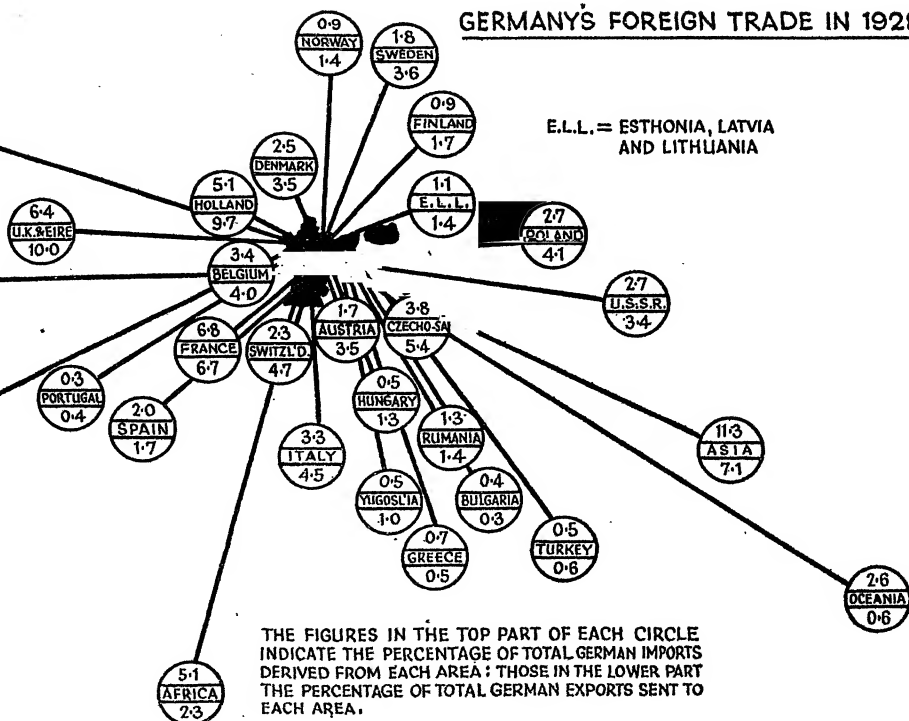 GERMANY'S FOREIGN TRADE IN 192
0·9
NORWAY
1·4
1·8
SWEDEN
3·6
0·9
FINLAND
1·7
E.L.L. = ESTHONIA, LATVIA
AND LITHUANIA
2·5
DENMARK
3·5
5·1
HOLLAND
9·7
1·1
E.L.L.
1·4
6·4
U.K.&EIRE
10·0
2·7
POLAND
4·1
3·4
BELGIUM
4·0
2·7
U.S.S.R.
3·4
6·8
FRANCE
6·7
2·3
SWITZL'D.
4·7
1·7
AUSTRIA
3·5
3·8
CZECHO-SA
5·4
0·3
PORTUGAL
0·4
2·0
SPAIN
1·7
3·3
ITALY
4·5
0·5
HUNGARY
1·3
1·3
RUMANIA
1·4
11·3
ASIA
7·1
0·5
YUGOSL'IA
1·0
0·4
BULGARIA
0·3
0·7
GREECE
0·5
0·5
TURKEY
0·6
2·6
OCEANIA
0·6
5·1
AFRICA
2·3
THE FIGURES IN THE TOP PART OF EACH CIRCLE
INDICATE THE PERCENTAGE OF TOTAL GERMAN IMPORTS
DERIVED FROM EACH AREA: THOSE IN THE LOWER PART
THE PERCENTAGE OF TOTAL GERMAN EXPORTS SENT TO
EACH AREA.